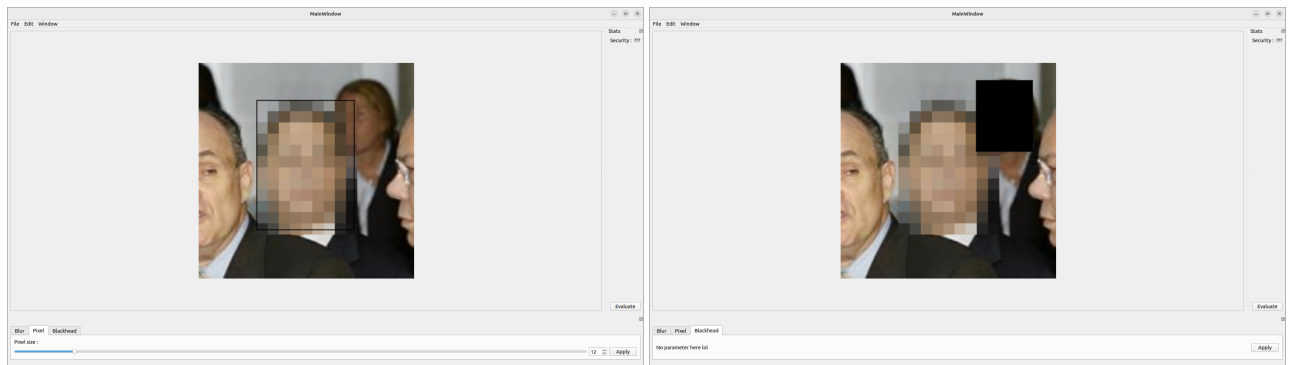 MainWindow
File Edit Window
Stats
Security : ???
Evaluate
Blur Pixel Blackhead
Pixel size :
12 Apply
MainWindow
File Edit Window
Stats
Security : ???
Evaluate
Blur Pixel Blackhead
No parameter here lol
Apply